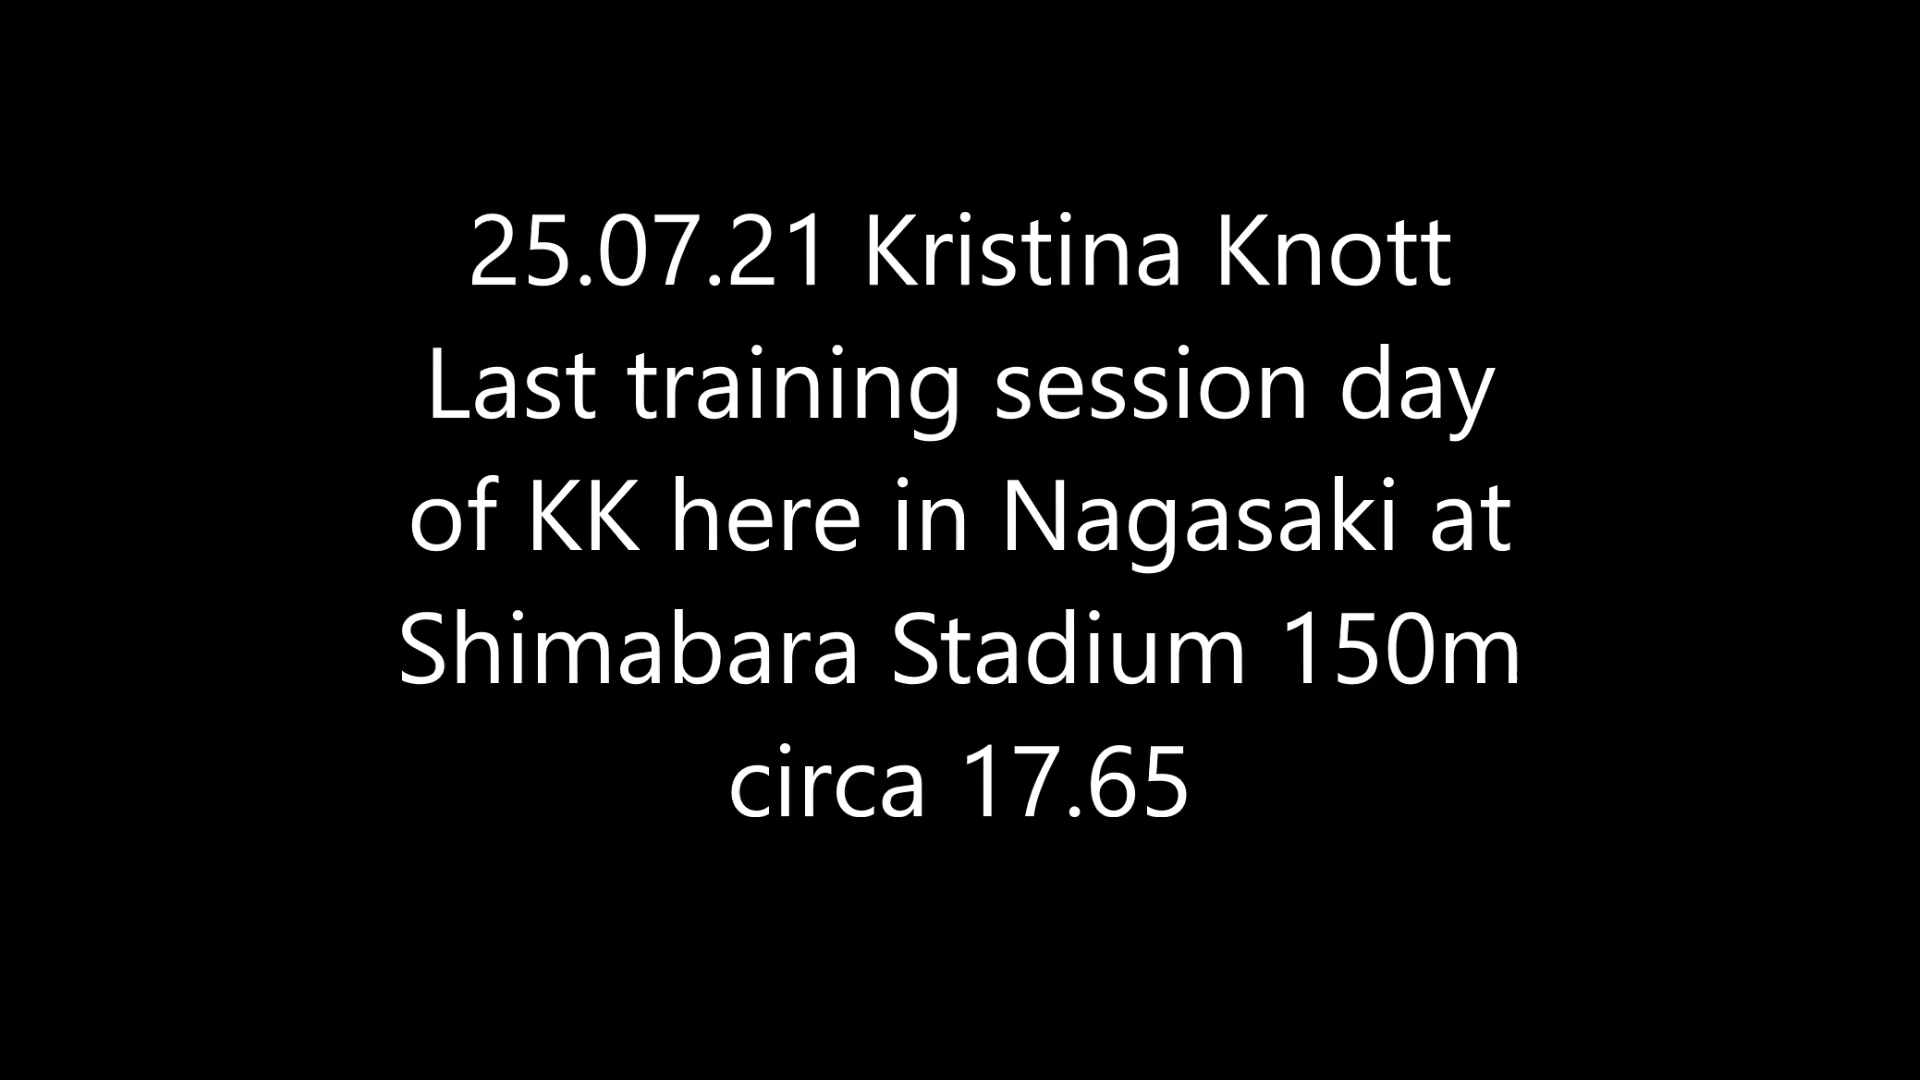 25.07.21 Kristina Knott
Last training session day
of KK here in Nagasaki at
Shimabara Stadium 150m
circa 17.65